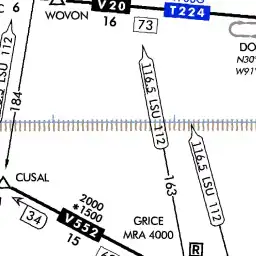 C 6
WOVON
V20
16
73
T224
DO
N30°
W91°
LSU 112
184
116.5 LSU 112
163
116.5 LSU 112
CUSAL
34
2000
*1500
V552
15
GRICE
MRA 4000
R